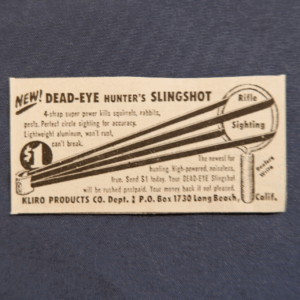 NEW! DEAD-EYE HUNTER'S SLINGSHOT
4-strap super power kills squirrels, rabbits,
pests. Perfect circle sighting for accuracy.
Lightweight aluminum, won't rust,
can't break.
Rifle
Sighting
$1
The newest for
hunting. High-powered, noiseless,
true. Send $1 today. Your DEAD-EYE Slingshot
will be rushed postpaid. Your money back if not pleased.
Dealers
Write
KLIRO PRODUCTS CO. Dept. : P.O. Box 1730 Long Beach, Calif.